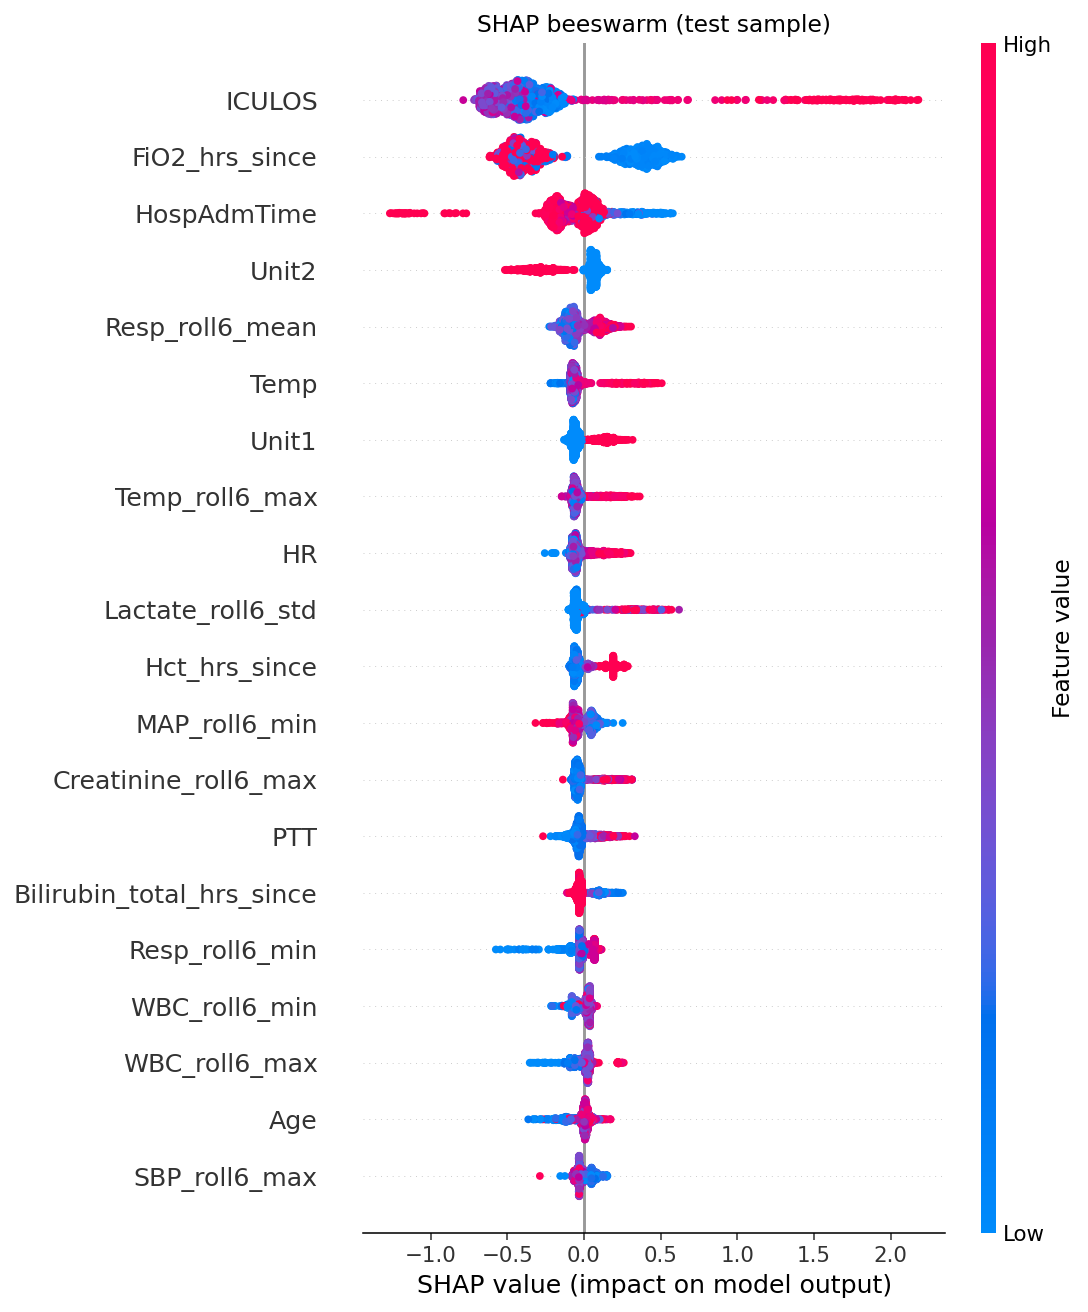 SHAP beeswarm (test sample)
High
ICULOS
FiO2_hrs_since
HospAdmTime
Unit2
Resp_roll6_mean
Temp
Unit1
Temp_roll6_max
HR
Lactate_roll6_std
Hct_hrs_since
MAP_roll6_min
Creatinine_roll6_max
PTT
Bilirubin_total_hrs_since
Resp_roll6_min
WBC_roll6_min
WBC_roll6_max
Age
SBP_roll6_max
Feature value
Low
−1.0 −0.5 0.0 0.5 1.0 1.5 2.0
SHAP value (impact on model output)